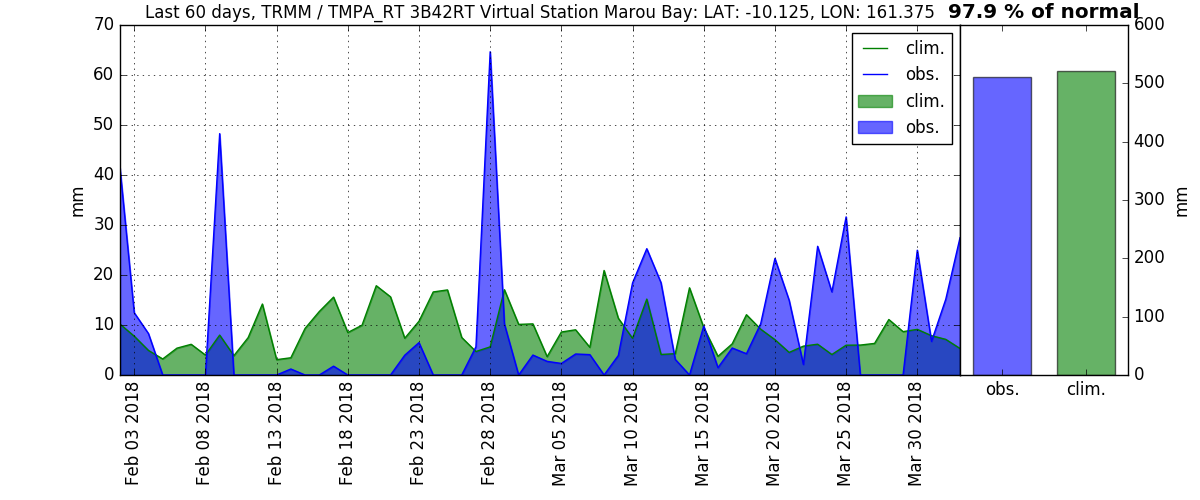 Last 60 days, TRMM / TMPA_RT 3B42RT Virtual Station Marou Bay: LAT: -10.125, LON: 161.375 97.9 % of normal
70
60
50
40
30
20
10
0
mm
clim.
obs.
clim.
obs.
600
500
400
300
200
100
0
mm
obs.
clim.
Feb 03 2018
Feb 08 2018
Feb 13 2018
Feb 18 2018
Feb 23 2018
Feb 28 2018
Mar 05 2018
Mar 10 2018
Mar 15 2018
Mar 20 2018
Mar 25 2018
Mar 30 2018